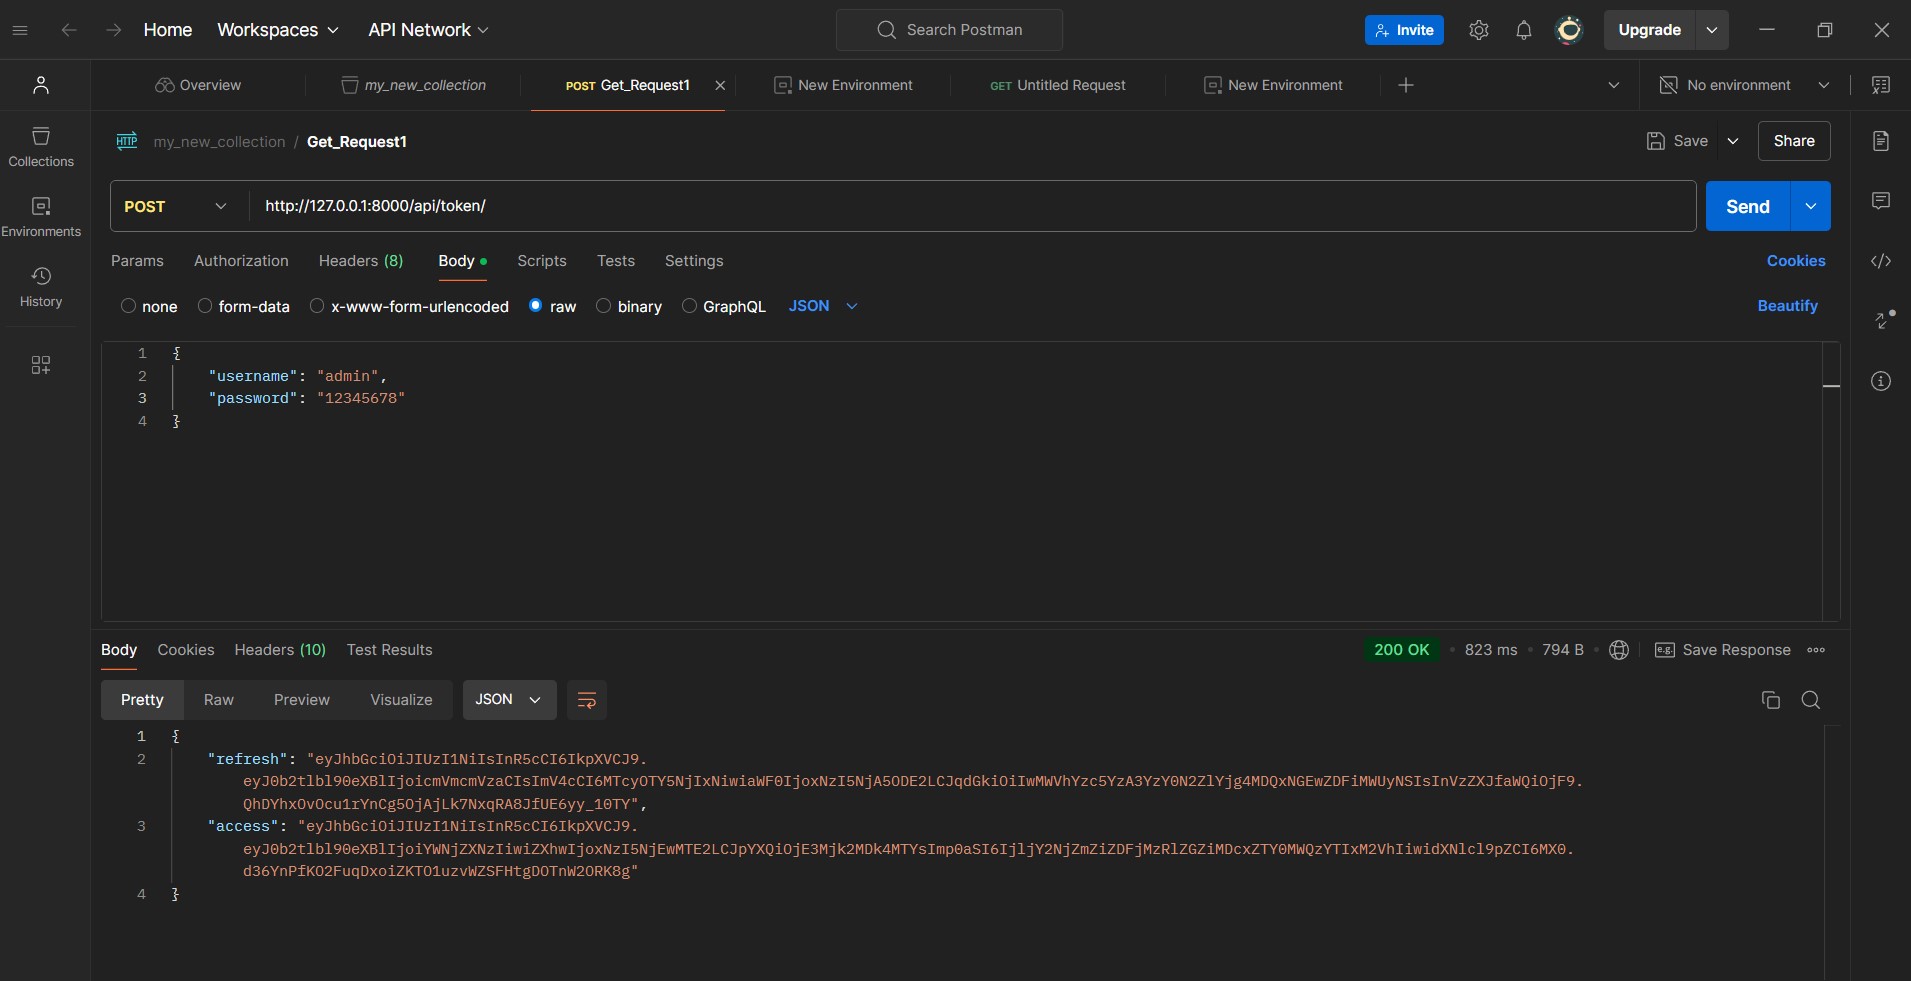 Home Workspaces API Network Search Postman Invite Upgrade
Overview my_new_collection POST Get_Request1 New Environment GET Untitled Request New Environment No environment
HTTP my_new_collection / Get_Request1 Save Share
Collections
Environments
History
POST http://127.0.0.1:8000/api/token/ Send
Params Authorization Headers (8) Body Scripts Tests Settings Cookies
none form-data x-www-form-urlencoded raw binary GraphQL JSON Beautify
1 {
2 "username": "admin",
3 "password": "12345678"
4 }
Body Cookies Headers (10) Test Results 200 OK 823 ms 794 B e.g. Save Response
Pretty Raw Preview Visualize JSON
1 {
2 "refresh": "eyJhbGciOiJIUzI1NiIsInR5cCI6IkpXVCJ9.
eyJ0b2tlbl90eXBlIjoicmVmcmVzaCIsImV4cCI6MTcyOTY5NjIxNiwiaWF0IjoxNzI5NjA5ODE2LCJqdGkiOiIwMWVhYzc5YzA3YzY0N2ZlYjg4MDQxNGEwZDFiMWUyNSIsInVzZXJfaWQiOjF9.
QhDYhxOvOcu1rYnCg5OjAjLk7NxqRA8JfUE6yy_10TY",
3 "access": "eyJhbGciOiJIUzI1NiIsInR5cCI6IkpXVCJ9.
eyJ0b2tlbl90eXBlIjoiYWNjZXNzIiwiZXhwIjoxNzI5NjEwMTE2LCJpYXQiOjE3Mjk2MDk4MTYsImp0aSI6IjljY2NjZmZiZDFjMzRlZGZiMDcxZTY0MWQzYTIxM2VhIiwidXNlcl9pZCI6MX0.
d36YnPfKO2FuqDxoiZKTO1uzvWZSFHtgDOTnW2ORK8g"
4 }